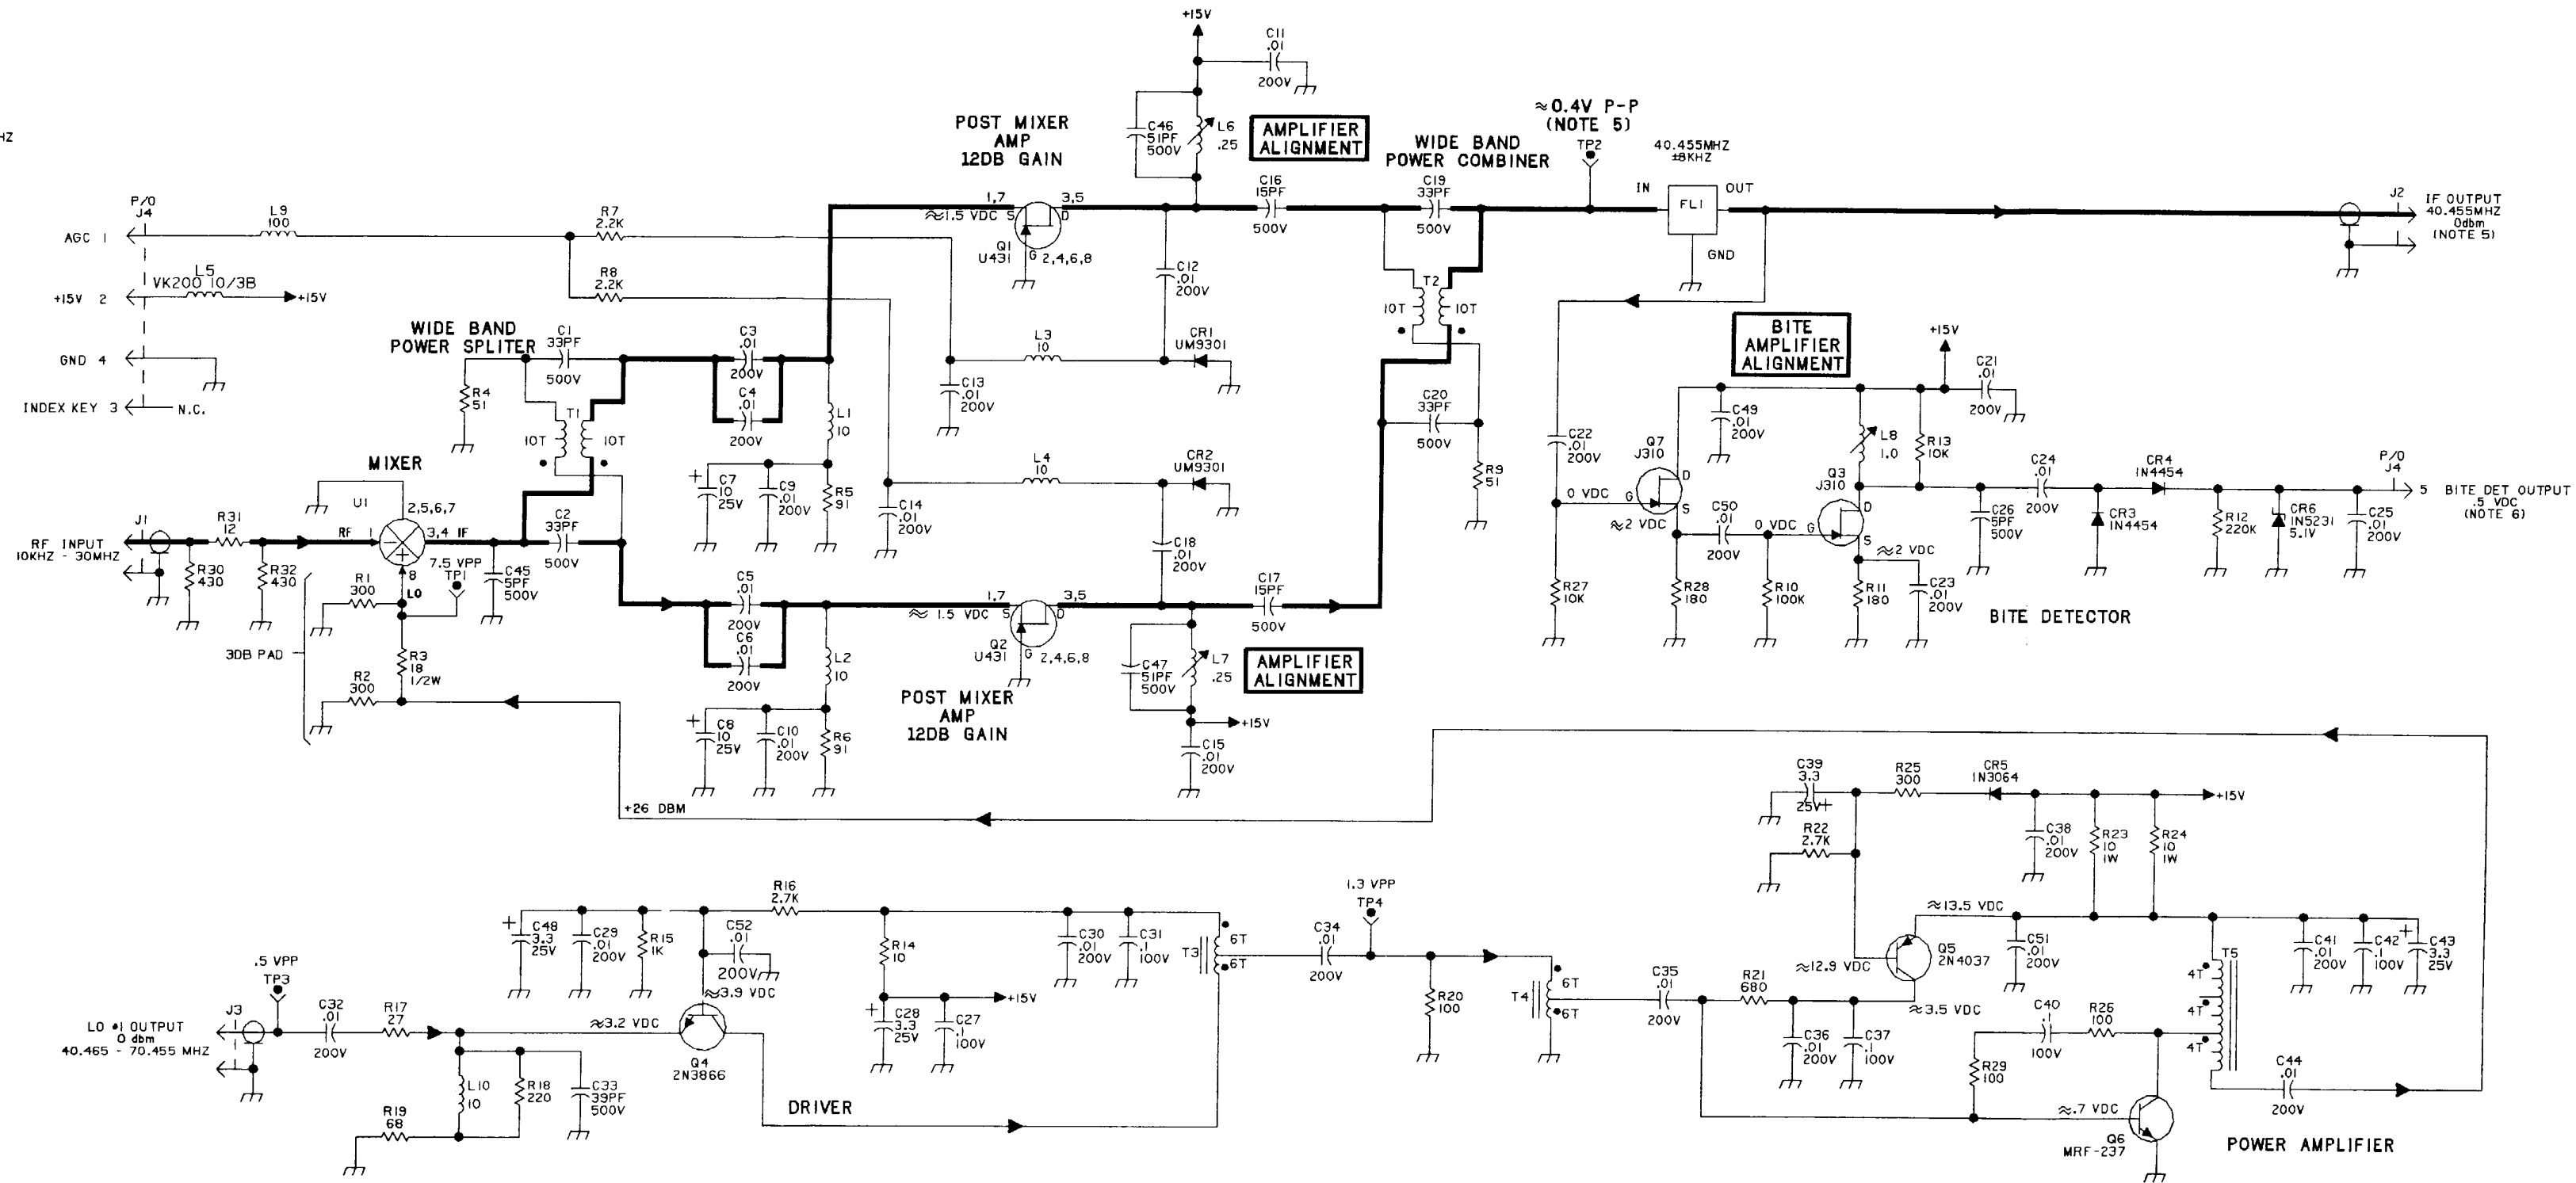 HZ
P/O
J4
AGC 1
L9
100
R7
2.2K
R8
2.2K
+15V 2
L5
VK200 10/3B
+15V
GND 4
INDEX KEY 3
N.C.
WIDE BAND
POWER SPLITER
C1
33PF
500V
R4
51
T1
10T
10T
C3
.01
200V
C4
.01
200V
L1
10
+
C7
10
25V
C9
.01
200V
R5
91
MIXER
U1
2,5,6,7
J1
RF INPUT
10KHZ - 30MHZ
R31
12
R30
430
R32
430
RF
1
3,4 IF
8
LO
7.5 VPP
TP1
C45
5PF
500V
C2
33PF
500V
R1
300
R3
18
1/2W
R2
300
3DB PAD
C5
.01
200V
C6
.01
200V
L2
10
+
C8
10
25V
C10
.01
200V
R6
91
+26 DBM
POST MIXER
AMP
12DB GAIN
1,7
≈1.5 VDC S
3,5
D
Q1
U431
G 2,4,6,8
+15V
C11
.01
200V
C46
51PF
500V
L6
.25
AMPLIFIER
ALIGNMENT
C12
.01
200V
L3
10
CR1
UM9301
C13
.01
200V
C16
15PF
500V
WIDE BAND
POWER COMBINER
C19
33PF
500V
T2
10T
10T
C20
33PF
500V
R9
51
L4
10
CR2
UM9301
C14
.01
200V
C18
.01
200V
1,7
≈ 1.5 VDC S
3,5
D
Q2
U431
G 2,4,6,8
C17
15PF
500V
C47
51PF
500V
L7
.25
AMPLIFIER
ALIGNMENT
+15V
C15
.01
200V
POST MIXER
AMP
12DB GAIN
≈0.4V P-P
(NOTE 5)
TP2
40.455MHZ
±8KHZ
IN
FL1
OUT
GND
J2
IF OUTPUT
40.455MHZ
0dbm
(NOTE 5)
BITE
AMPLIFIER
ALIGNMENT
+15V
C21
.01
200V
C22
.01
200V
C49
.01
200V
L8
1.0
R13
10K
Q7
J310
0 VDC
G
D
S
≈2 VDC
C50
.01
200V
0 VDC
Q3
J310
G
D
S
≈2 VDC
C24
.01
200V
CR4
1N4454
C26
5PF
500V
CR3
1N4454
R12
220K
CR6
1N5231
5.1V
C25
.01
200V
P/O
J4
5
BITE DET OUTPUT
.5 VDC
(NOTE 6)
R27
10K
R28
180
R10
100K
R11
180
C23
.01
200V
BITE DETECTOR
C39
3.3
25V+
R25
300
CR5
1N3064
+15V
R22
2.7K
C38
.01
200V
R23
10
1W
R24
10
1W
≈13.5 VDC
≈12.9 VDC
Q5
2N4037
≈3.5 VDC
C51
.01
200V
T5
4T
4T
4T
C41
.01
200V
C42
.1
100V
+
C43
3.3
25V
C40
.1
100V
R26
100
R29
100
C44
.01
200V
≈.7 VDC
Q6
MRF-237
POWER AMPLIFIER
.5 VPP
TP3
J3
LO #1 OUTPUT
0 dbm
40.465 - 70.455 MHZ
C32
.01
200V
R17
27
≈3.2 VDC
L10
10
R18
220
C33
39PF
500V
R19
68
+
C48
3.3
25V
C29
.01
200V
R15
1K
C52
.01
200V
≈3.9 VDC
Q4
2N3866
R16
2.7K
R14
10
+15V
+
C28
3.3
25V
C27
.1
100V
DRIVER
C30
.01
200V
C31
.1
100V
T3
6T
6T
C34
.01
200V
1.3 VPP
TP4
R20
100
T4
6T
6T
C35
.01
200V
R21
680
C36
.01
200V
C37
.1
100V